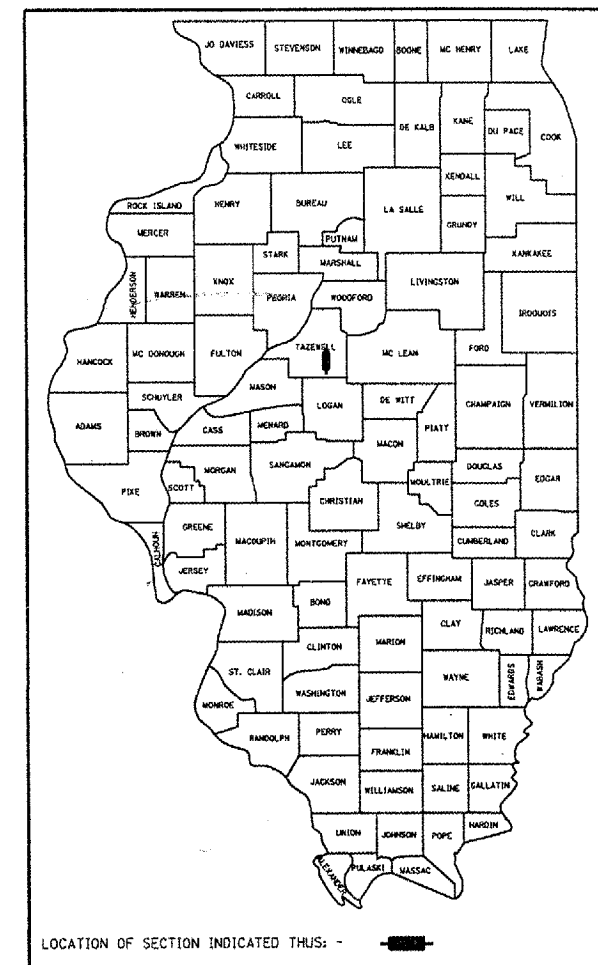 JO DAVIESS STEVENSON WINNEBAGO BOONE MC HENRY LAKE
CARROLL OGLE DE KALB KANE DU PAGE COOK
WHITESIDE LEE
KENDALL
ROCK ISLAND HENRY BUREAU LA SALLE GRUNDY WILL
MERCER PUTNAM
STARK MARSHALL KANKAKEE
HENDERSON WARREN KNOX PEORIA WOODFORD LIVINGSTON IROQUOIS
HANCOCK MC DONOUGH FULTON TAZEWELL MC LEAN FORD
MASON
SCHUYLER LOGAN DE WITT CHAMPAIGN VERMILION
ADAMS BROWN CASS MENARD MACON PIATT
MORGAN SANGAMON DOUGLAS EDGAR
PIKE SCOTT CHRISTIAN MOULTRIE COLES
GREENE MACOUPIN MONTGOMERY SHELBY CUMBERLAND CLARK
CALHOUN JERSEY FAYETTE EFFINGHAM JASPER CRAWFORD
MADISON BOND CLAY RICHLAND LAWRENCE
CLINTON MARION
ST. CLAIR WASHINGTON WAYNE EDWARDS WABASH
MONROE JEFFERSON
RANDOLPH PERRY HAMILTON WHITE
FRANKLIN
JACKSON WILLIAMSON SALINE GALLATIN
UNION JOHNSON POPE HARDIN
ALEXANDER PULASKI MASSAC
LOCATION OF SECTION INDICATED THUS: -